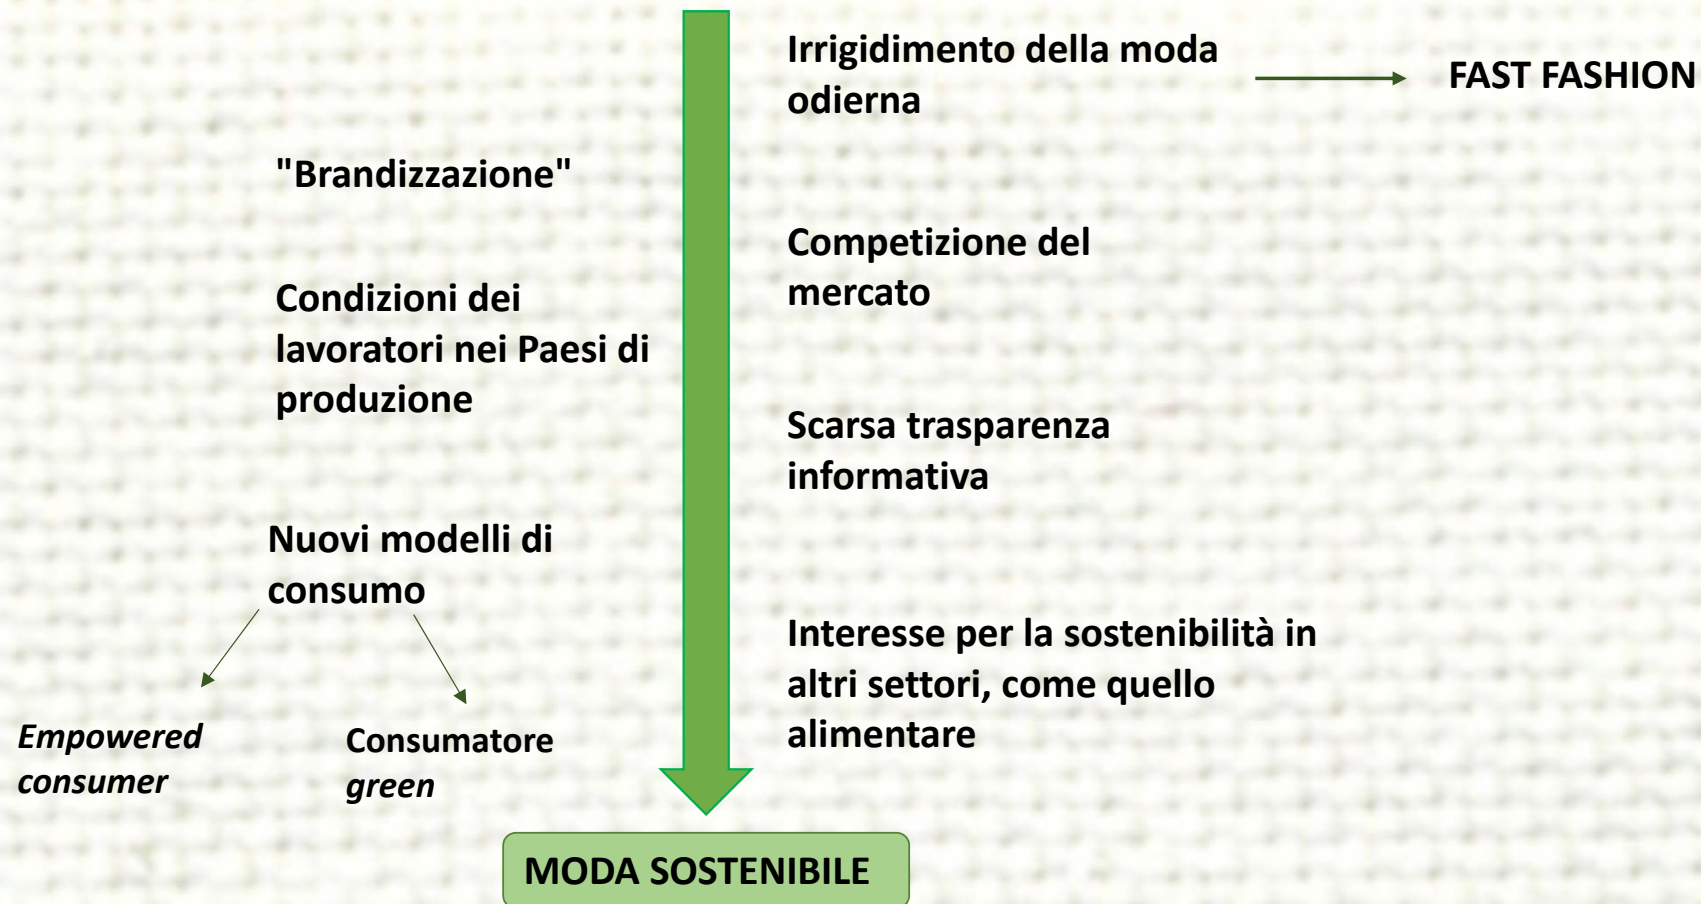 Irrigidimento della moda
odierna
FAST FASHION
"Brandizzazione"
Competizione del
mercato
Condizioni dei
lavoratori nei Paesi di
produzione
Scarsa trasparenza
informativa
Nuovi modelli di
consumo
Interesse per la sostenibilità in
altri settori, come quello
alimentare
Empowered
consumer
Consumatore
green
MODA SOSTENIBILE